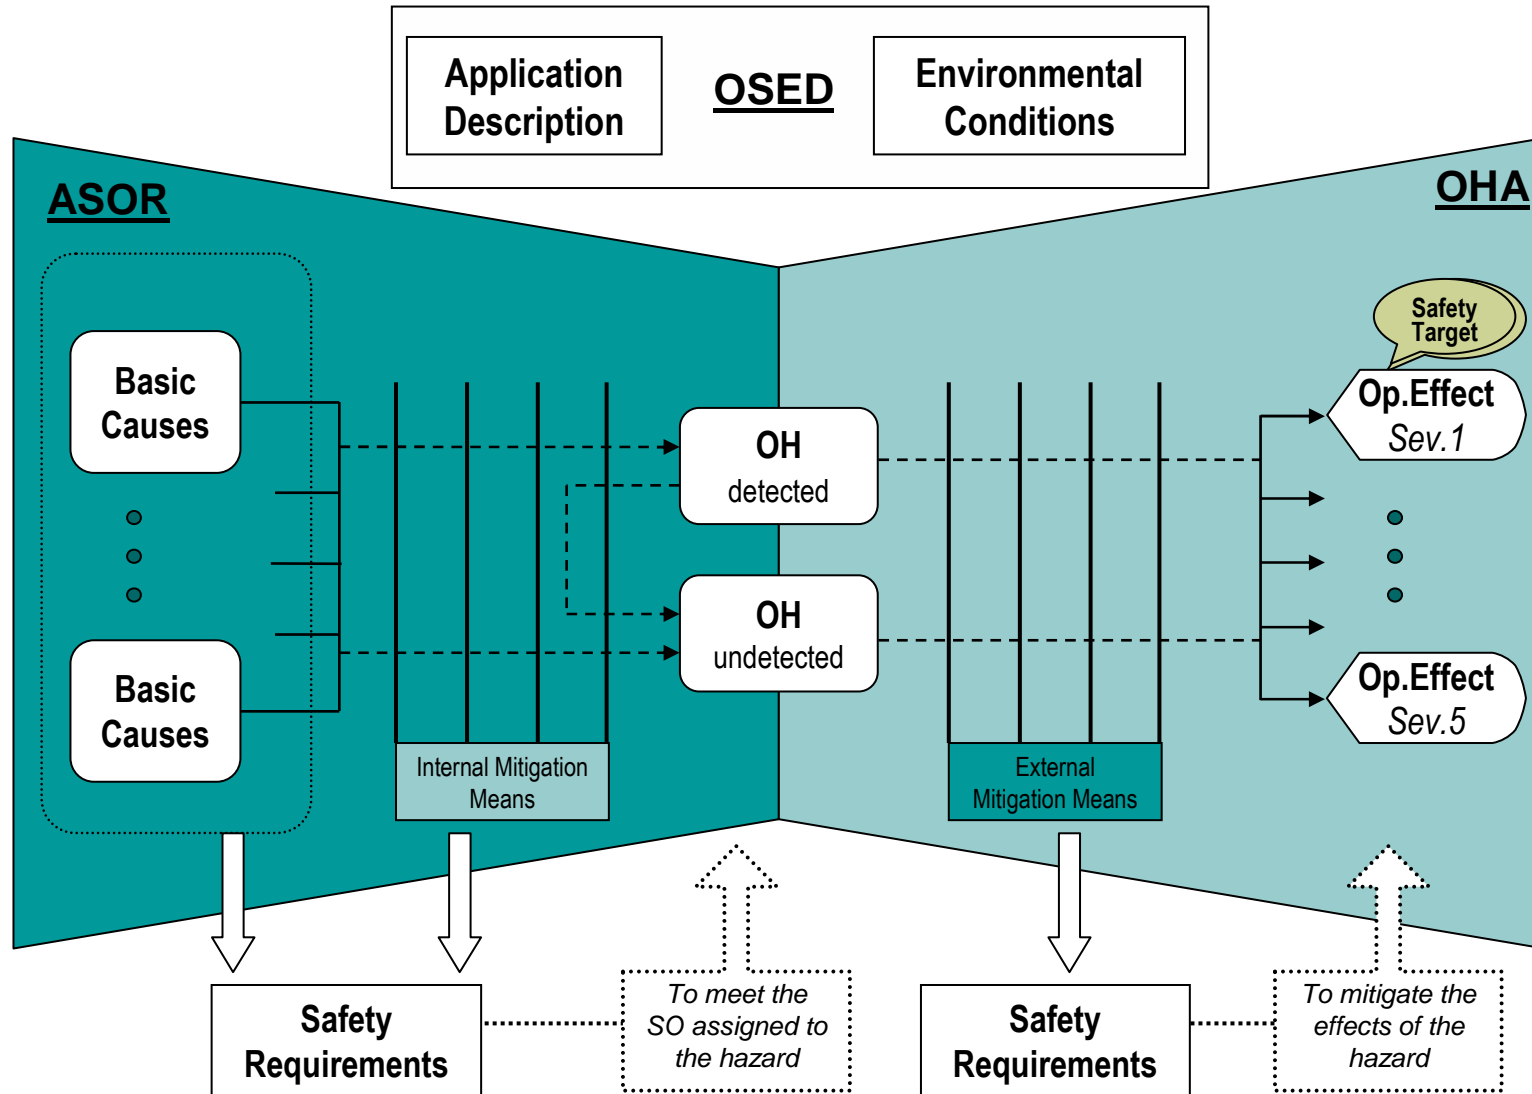 Application
Description
OSED
Environmental
Conditions
ASOR
OHA
Safety
Target
Basic
Causes
OH
detected
Op.Effect
Sev.1
Basic
Causes
OH
undetected
Op.Effect
Sev.5
Internal Mitigation
Means
External
Mitigation Means
Safety
Requirements
To meet the
SO assigned to
the hazard
Safety
Requirements
To mitigate the
effects of the
hazard